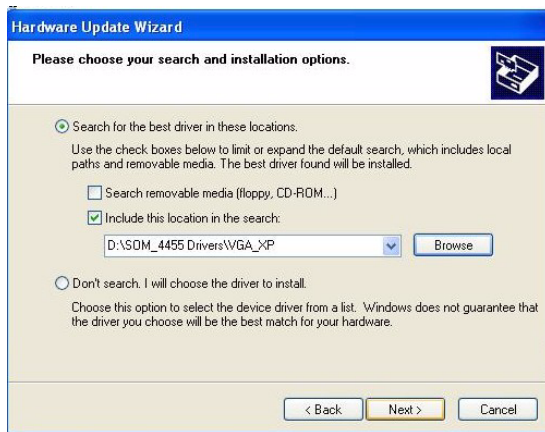 Hardware Update Wizard
Please choose your search and installation options.
Search for the best driver in these locations.
Use the check boxes below to limit or expand the default search, which includes local
paths and removable media. The best driver found will be installed.
Search removable media (floppy, CD-ROM...)
Include this location in the search:
D:\SOM_4455 Drivers\VGA_XP
Browse
Don't search. I will choose the driver to install.
Choose this option to select the device driver from a list. Windows does not guarantee that
the driver you choose will be the best match for your hardware.
< Back
Next >
Cancel